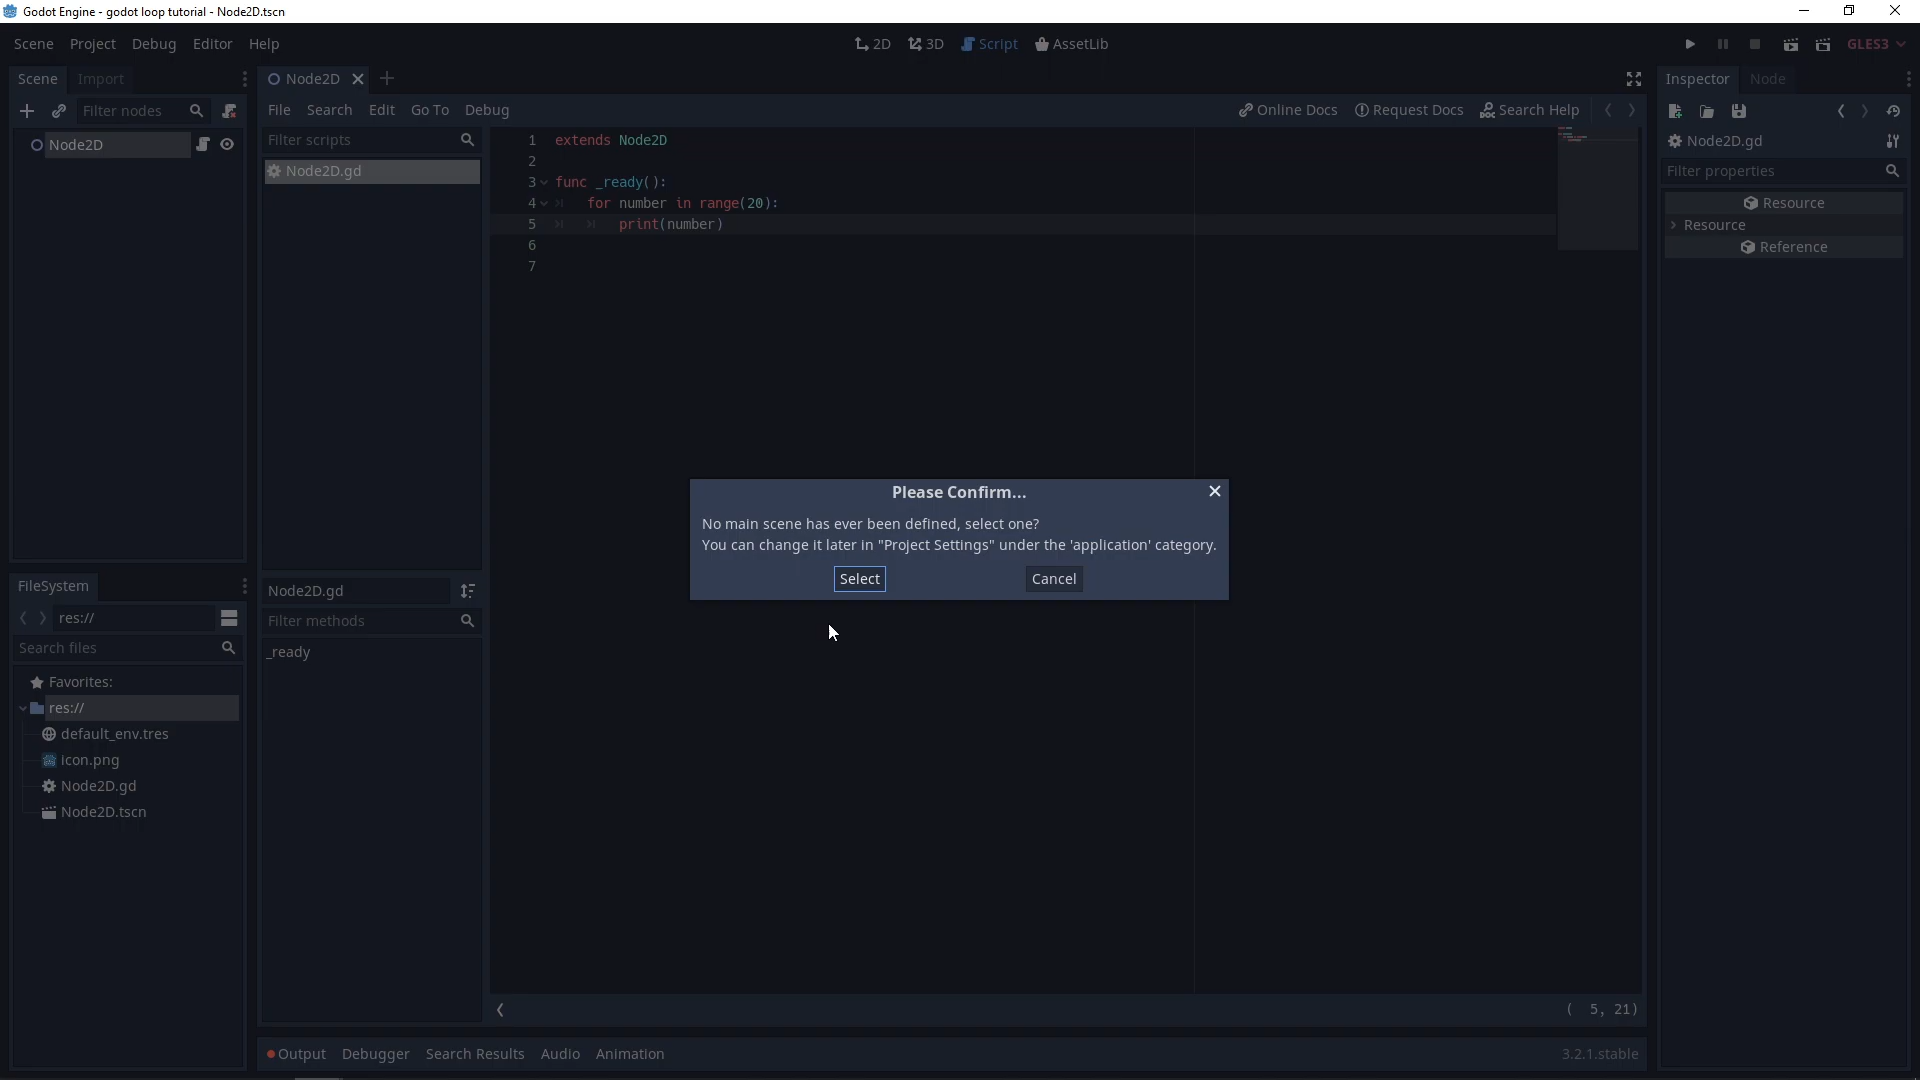 Godot Engine - godot loop tutorial - Node2D.tscn
Scene Project Debug Editor Help
2D 3D Script AssetLib
GLES3
Scene Import
Node2D
Inspector Node
Filter nodes
File Search Edit Go To Debug
Online Docs Request Docs Search Help
Node2D
Filter scripts
Node2D.gd
1 extends Node2D
2
3 func _ready():
4 for number in range(20):
5 print(number)
6
7
Node2D.gd
Filter properties
Resource
Resource
Reference
Please Confirm...
No main scene has ever been defined, select one?
You can change it later in "Project Settings" under the 'application' category.
Select Cancel
FileSystem
res://
Search files
Favorites:
res://
default_env.tres
icon.png
Node2D.gd
Node2D.tscn
Node2D.gd
Filter methods
_ready
( 5, 21)
Output Debugger Search Results Audio Animation
3.2.1.stable